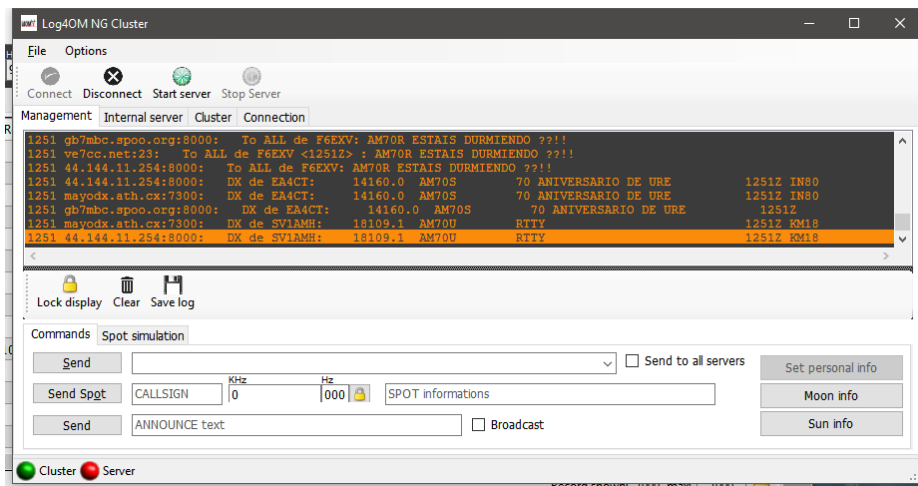 Log4OM NG Cluster
File Options
Connect Disconnect Start server Stop Server
Management Internal server Cluster Connection
1251 gb7mbc.spoo.org:8000: To ALL de F6EXV: AM70R ESTAIS DURMIENDO ??!!
1251 ve7cc.net:23: To ALL de F6EXV <1251Z> : AM70R ESTAIS DURMIENDO ??!!
1251 44.144.11.254:8000: To ALL de F6EXV: AM70R ESTAIS DURMIENDO ??!!
1251 44.144.11.254:8000: DX de EA4CT: 14160.0 AM70S 70 ANIVERSARIO DE URE 1251Z IN80
1251 mayodx.ath.cx:7300: DX de EA4CT: 14160.0 AM70S 70 ANIVERSARIO DE URE 1251Z IN80
1251 gb7mbc.spoo.org:8000: DX de EA4CT: 14160.0 AM70S 70 ANIVERSARIO DE URE 1251Z
1251 mayodx.ath.cx:7300: DX de SV1AMH: 18109.1 AM70U RTTY 1251Z KM18
1251 44.144.11.254:8000: DX de SV1AMH: 18109.1 AM70U RTTY 1251Z KM18
Lock display Clear Save log
Commands Spot simulation
Send Send to all servers Set personal info
KHz Hz
Send Spot CALLSIGN 0 000 SPOT informations Moon info
Send ANNOUNCE text Broadcast Sun info
Cluster Server